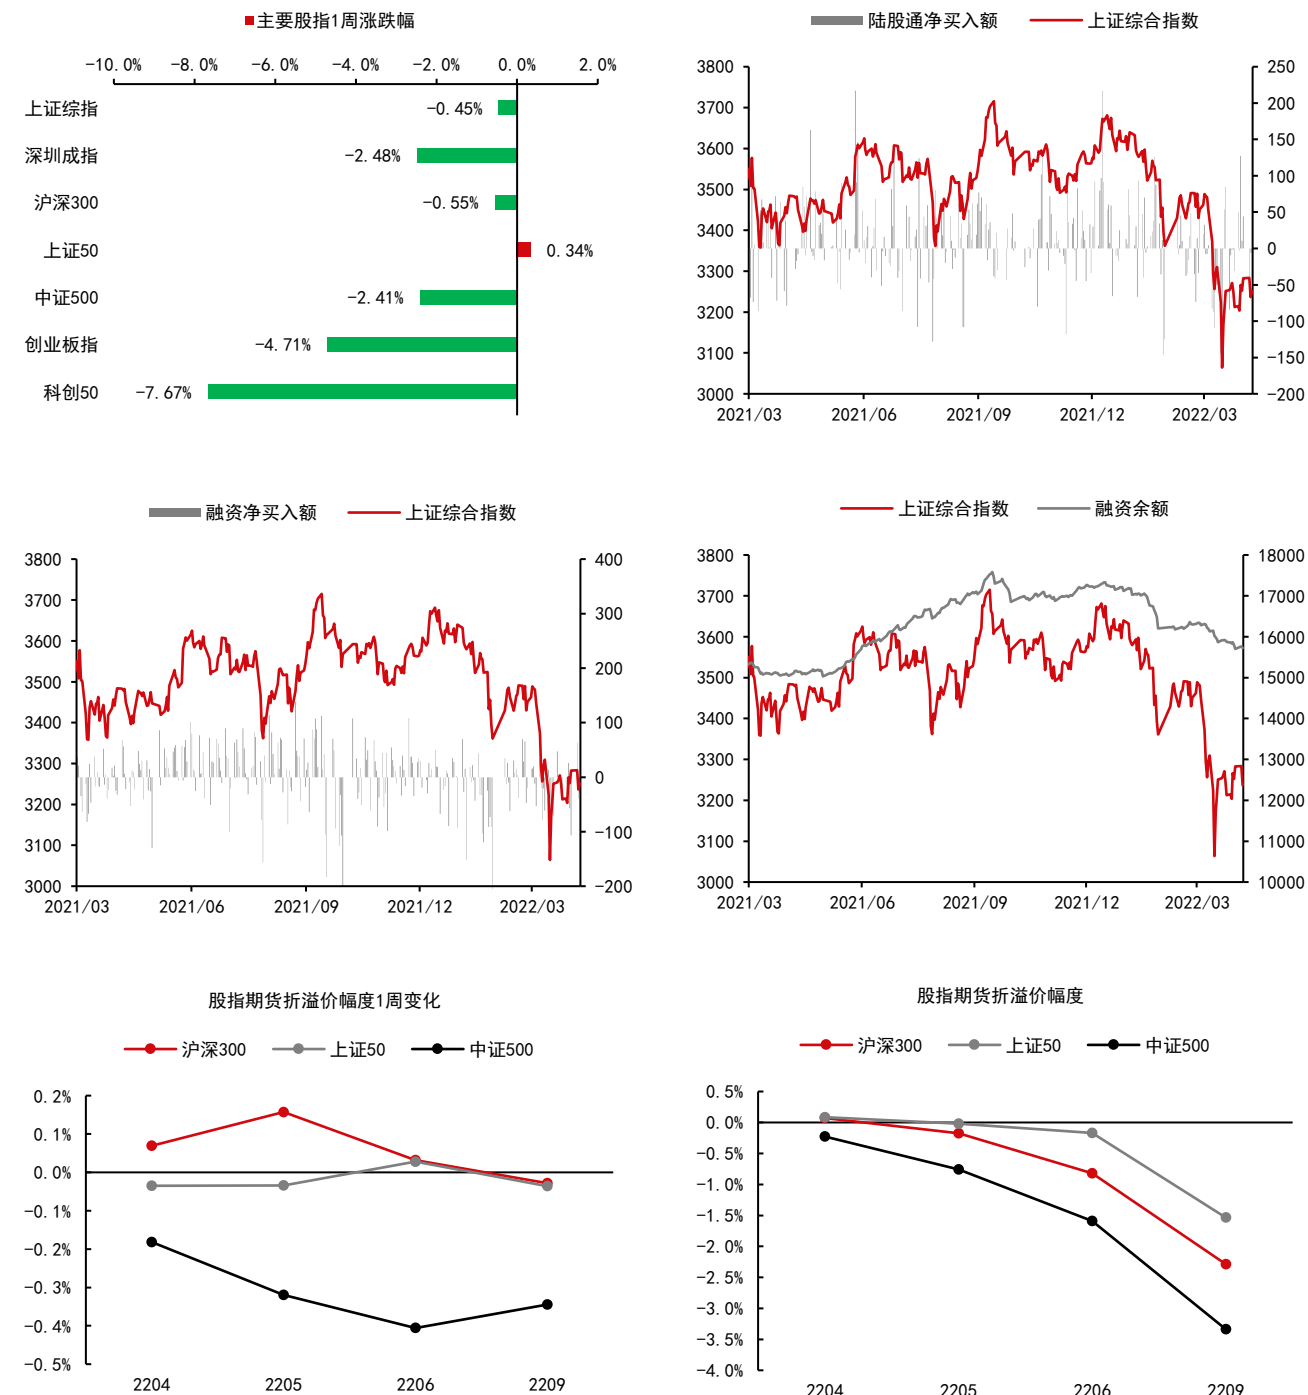 主要股指1周涨跌幅
-10.0% -8.0% -6.0% -4.0% -2.0% 0.0% 2.0%
上证综指 -0.45%
深圳成指 -2.48%
沪深300 -0.55%
上证50 0.34%
中证500 -2.41%
创业板指 -4.71%
科创50 -7.67%
陆股通净买入额 上证综合指数
3800 250
3700 200
3600 150
3500 100
3400 50
3300 0
3200 -50
3100 -100
3000 -150
-200
2021/03 2021/06 2021/09 2021/12 2022/03
融资净买入额 上证综合指数
3800 400
3700 300
3600 200
3500 100
3400 0
3300 -100
3200 -200
3100
3000
2021/03 2021/06 2021/09 2021/12 2022/03
上证综合指数 融资余额
3800 18000
3700 17000
3600 16000
3500 15000
3400 14000
3300 13000
3200 12000
3100 11000
3000 10000
2021/03 2021/06 2021/09 2021/12 2022/03
股指期货折溢价幅度1周变化
沪深300 上证50 中证500
0.2%
0.1%
0.0%
-0.1%
-0.2%
-0.3%
-0.4%
-0.5%
2204 2205 2206 2209
股指期货折溢价幅度
沪深300 上证50 中证500
0.5%
0.0%
-0.5%
-1.0%
-1.5%
-2.0%
-2.5%
-3.0%
-3.5%
-4.0%
2204 2205 2206 2209